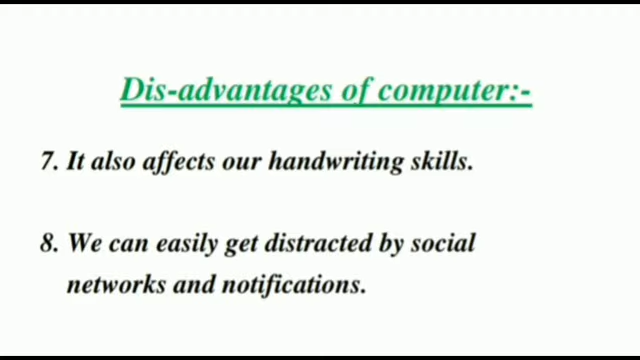 Dis-advantages of computer:-
7. It also affects our handwriting skills.
8. We can easily get distracted by social
networks and notifications.